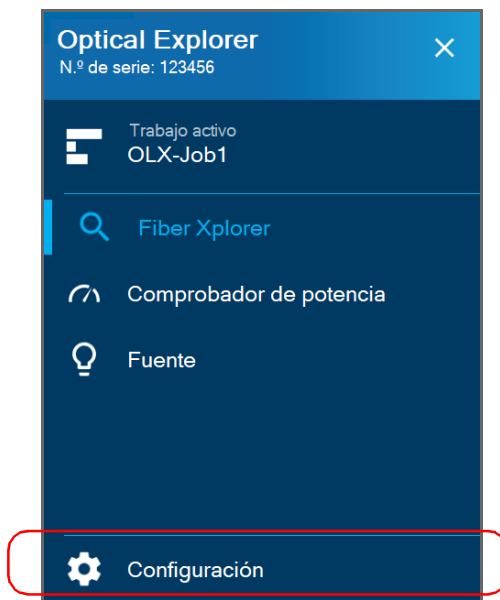 Optical Explorer
N.º de serie: 123456
Trabajo activo
OLX-Job1
Fiber Xplorer
Comprobador de potencia
Fuente
Configuración